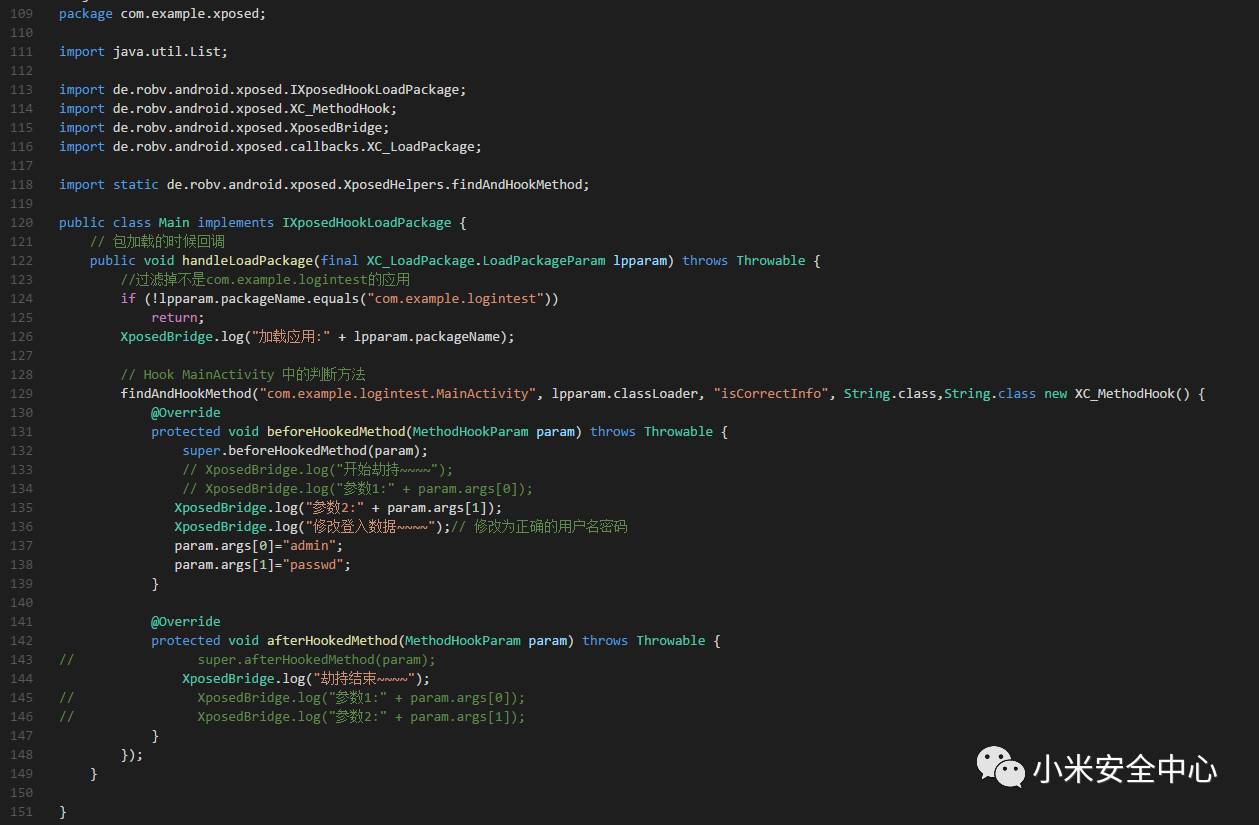 109 package com.example.xposed;
110
111 import java.util.List;
112
113 import de.robv.android.xposed.IXposedHookLoadPackage;
114 import de.robv.android.xposed.XC_MethodHook;
115 import de.robv.android.xposed.XposedBridge;
116 import de.robv.android.xposed.callbacks.XC_LoadPackage;
117
118 import static de.robv.android.xposed.XposedHelpers.findAndHookMethod;
119
120 public class Main implements IXposedHookLoadPackage {
121     // 包加载的时候回调
122     public void handleLoadPackage(final XC_LoadPackage.LoadPackageParam lpparam) throws Throwable {
123         //过滤掉不是com.example.logintest的应用
124         if (!lpparam.packageName.equals("com.example.logintest"))
125             return;
126         XposedBridge.log("加载应用:" + lpparam.packageName);
127
128         // Hook MainActivity 中的判断方法
129         findAndHookMethod("com.example.logintest.MainActivity", lpparam.classLoader, "isCorrectInfo", String.class,String.class new XC_MethodHook() {
130             @Override
131             protected void beforeHookedMethod(MethodHookParam param) throws Throwable {
132                 super.beforeHookedMethod(param);
133                 // XposedBridge.log("开始劫持~~~~");
134                 // XposedBridge.log("参数1:" + param.args[0]);
135                XposedBridge.log("参数2:" + param.args[1]);
136                XposedBridge.log("修改登入数据~~~~");// 修改为正确的用户名密码
137                param.args[0]="admin";
138                param.args[1]="passwd";
139             }
140
141             @Override
142             protected void afterHookedMethod(MethodHookParam param) throws Throwable {
143 //                super.afterHookedMethod(param);
144                 XposedBridge.log("劫持结束~~~~");
145 //                XposedBridge.log("参数1:" + param.args[0]);
146 //                XposedBridge.log("参数2:" + param.args[1]);
147             }
148         });
149     }
150
151 }
小米安全中心